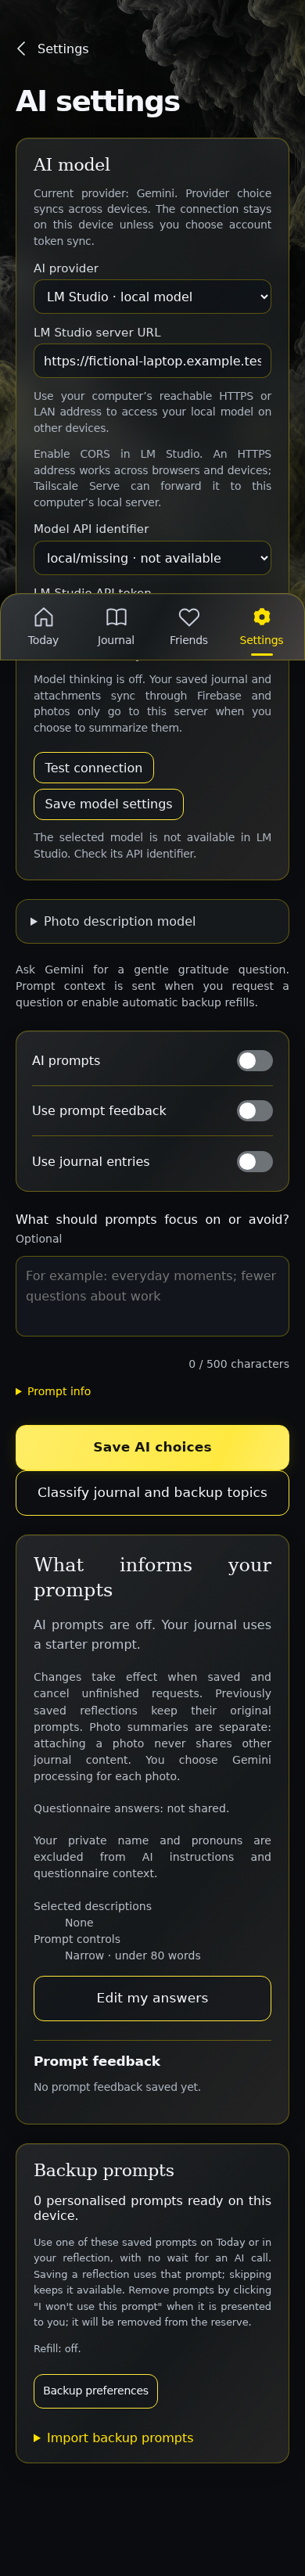 Settings
AI settings
AI model
Current provider: Gemini. Provider choice
syncs across devices. The connection stays
on this device unless you choose account
token sync.
AI provider
LM Studio · local model
LM Studio server URL
https://fictional-laptop.example.tes
Use your computer's reachable HTTPS or
LAN address to access your local model on
other devices.
Enable CORS in LM Studio. An HTTPS
address works across browsers and devices;
Tailscale Serve can forward it to this
computer's local server.
Model API identifier
local/missing · not available
LM Studio API token
Today
Journal
Friends
Settings
Model thinking is off. Your saved journal and
attachments sync through Firebase and
photos only go to this server when you
choose to summarize them.
Test connection
Save model settings
The selected model is not available in LM
Studio. Check its API identifier.
Photo description model
Ask Gemini for a gentle gratitude question.
Prompt context is sent when you request a
question or enable automatic backup refills.
AI prompts
Use prompt feedback
Use journal entries
What should prompts focus on or avoid?
Optional
For example: everyday moments; fewer
questions about work
0 / 500 characters
Prompt info
Save AI choices
Classify journal and backup topics
What informs your
prompts
AI prompts are off. Your journal uses
a starter prompt.
Changes take effect when saved and
cancel unfinished requests. Previously
saved reflections keep their original
prompts. Photo summaries are separate:
attaching a photo never shares other
journal content. You choose Gemini
processing for each photo.
Questionnaire answers: not shared.
Your private name and pronouns are
excluded from AI instructions and
questionnaire context.
Selected descriptions
None
Prompt controls
Narrow · under 80 words
Edit my answers
Prompt feedback
No prompt feedback saved yet.
Backup prompts
0 personalised prompts ready on this
device.
Use one of these saved prompts on Today or in
your reflection, with no wait for an AI call.
Saving a reflection uses that prompt; skipping
keeps it available. Remove prompts by clicking
"I won't use this prompt" when it is presented
to you; it will be removed from the reserve.
Refill: off.
Backup preferences
Import backup prompts